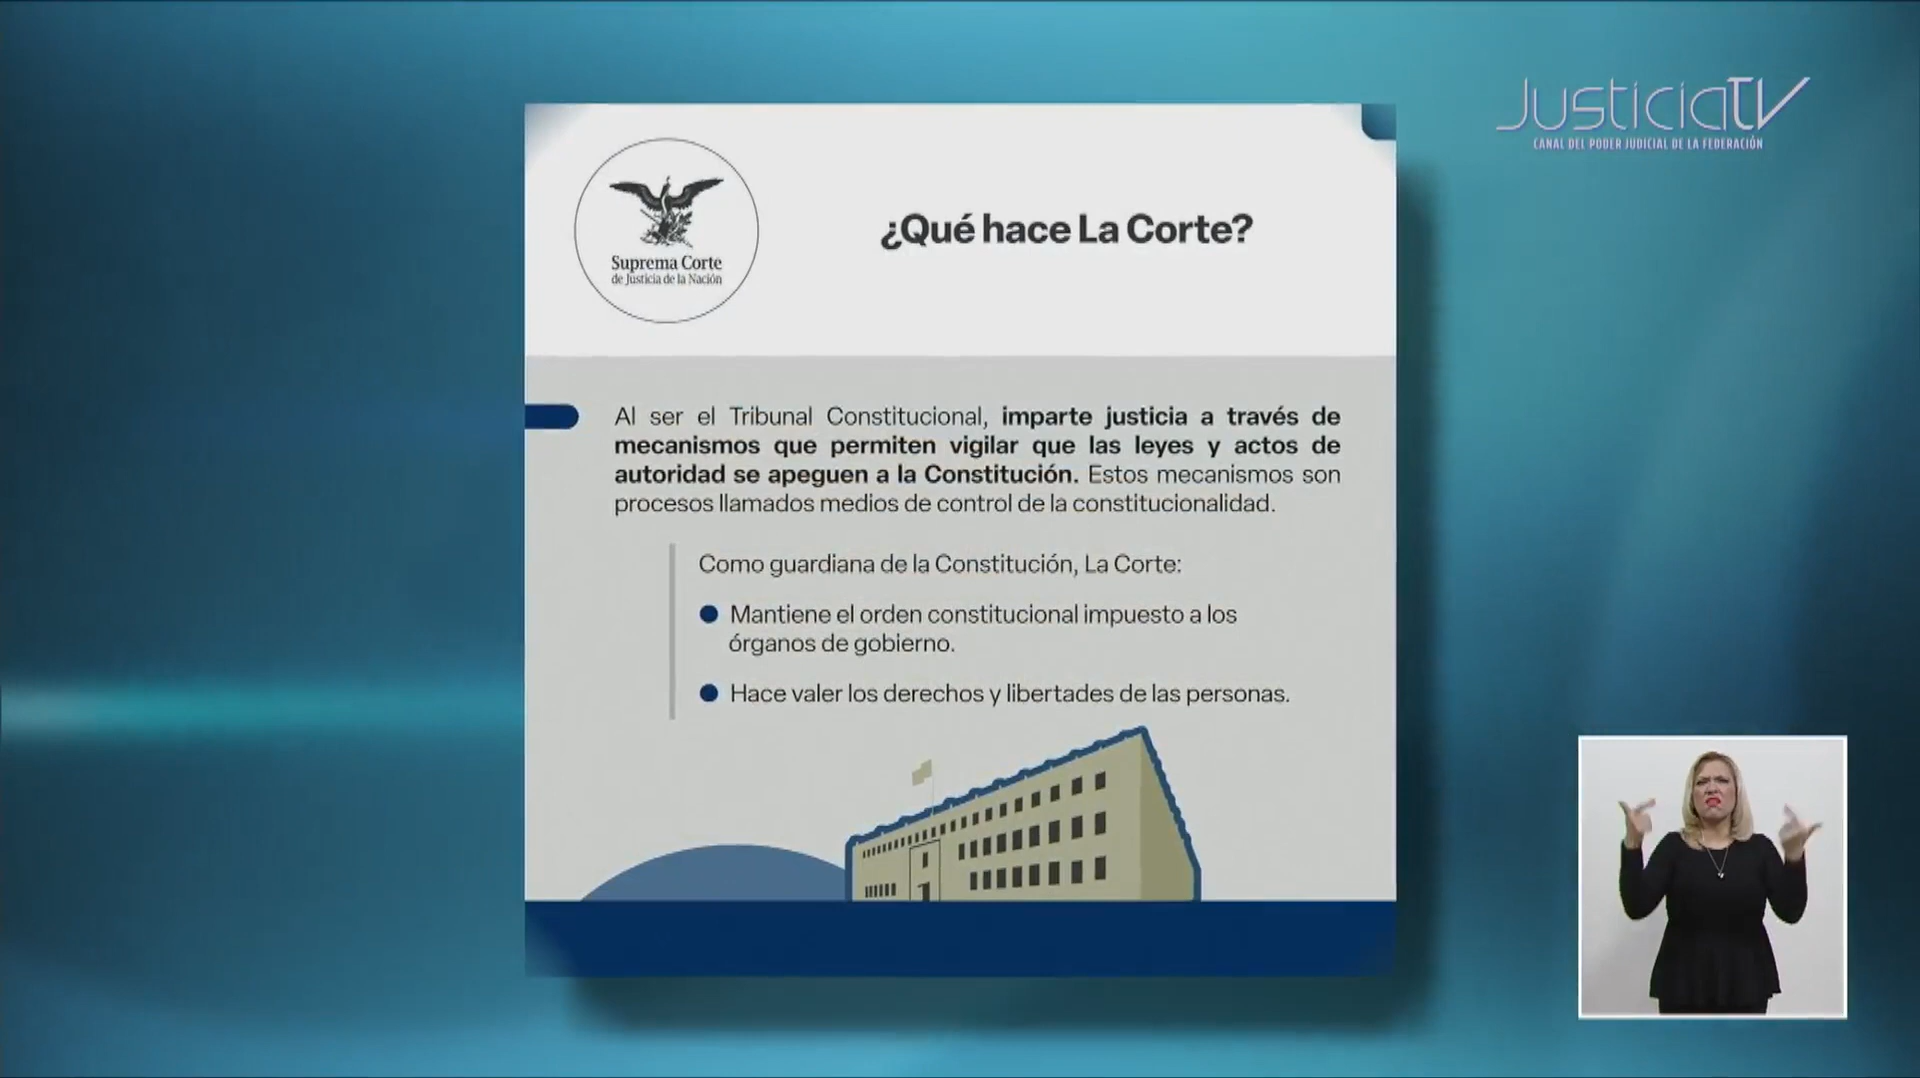 JusticiaTV
CANAL DEL PODER JUDICIAL DE LA FEDERACIÓN
Suprema Corte
de Justicia de la Nación
¿Qué hace La Corte?
Al ser el Tribunal Constitucional, imparte justicia a través de
mecanismos que permiten vigilar que las leyes y actos de
autoridad se apeguen a la Constitución. Estos mecanismos son
procesos llamados medios de control de la constitucionalidad.
Como guardiana de la Constitución, La Corte:
Mantiene el orden constitucional impuesto a los
órganos de gobierno.
Hace valer los derechos y libertades de las personas.